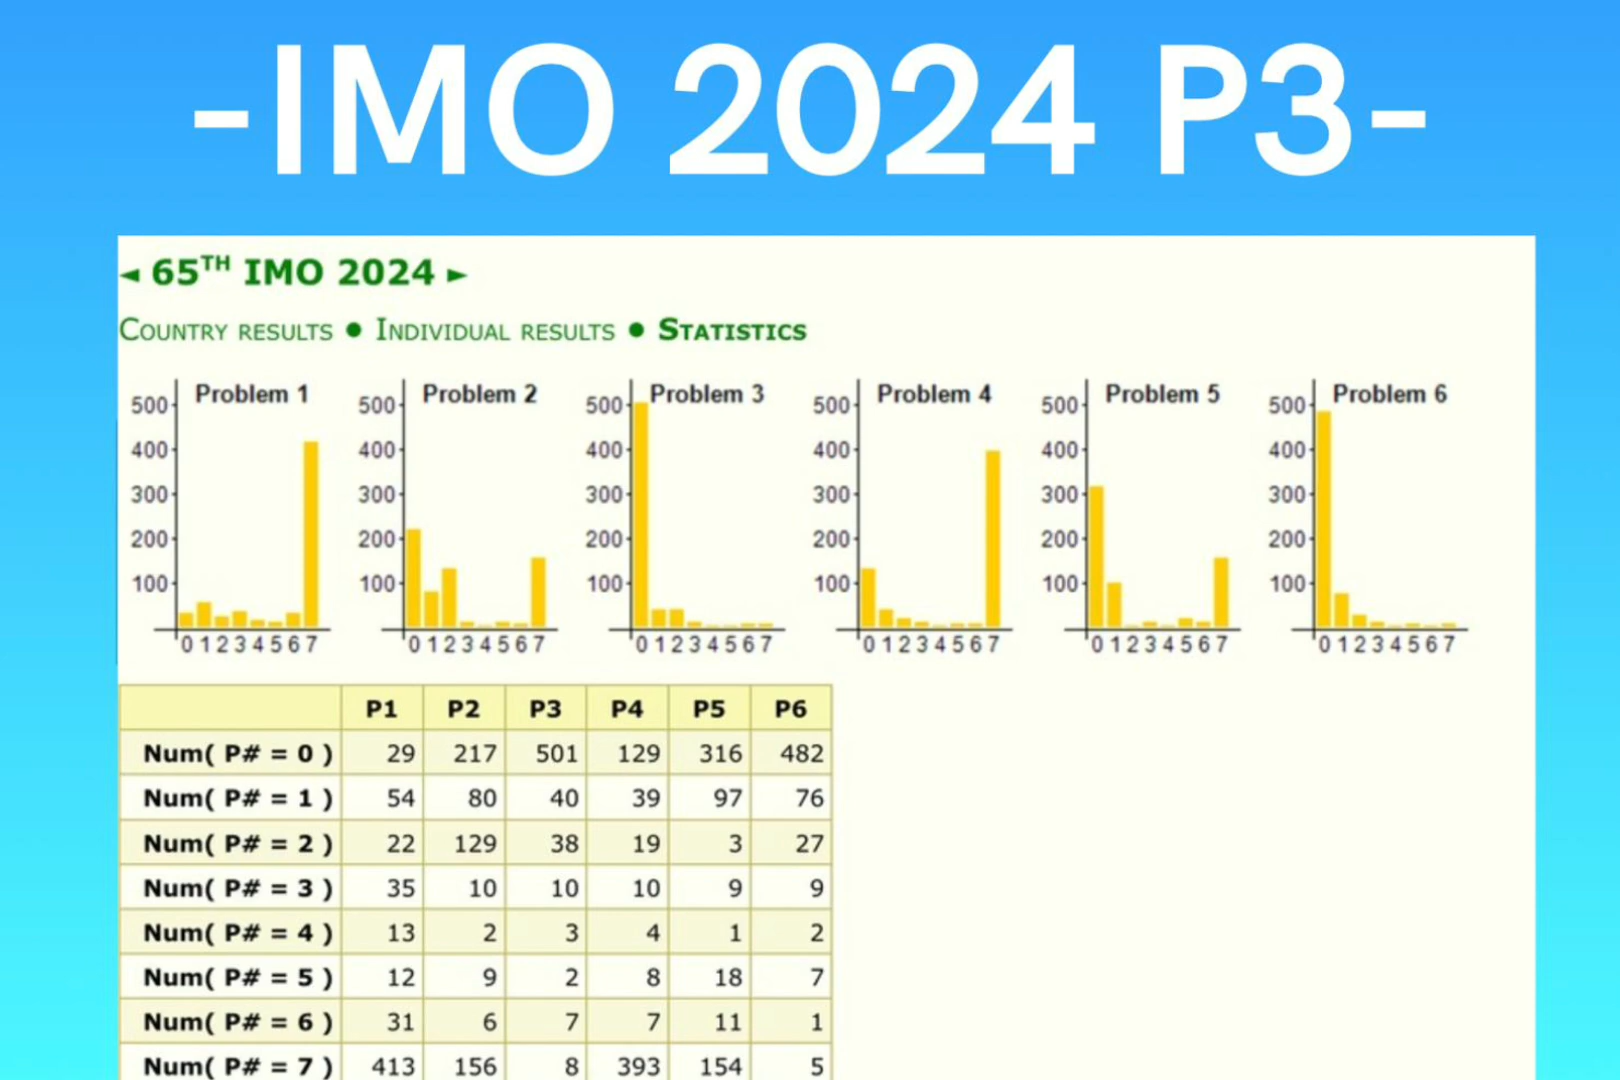 -IMO 2024 P3-
◄ 65TH IMO 2024 ►
COUNTRY RESULTS ● INDIVIDUAL RESULTS ● STATISTICS
Problem 1 Problem 2 Problem 3 Problem 4 Problem 5 Problem 6
500 500 500 500 500 500
400 400 400 400 400 400
300 300 300 300 300 300
200 200 200 200 200 200
100 100 100 100 100 100
0 1 2 3 4 5 6 7 0 1 2 3 4 5 6 7 0 1 2 3 4 5 6 7 0 1 2 3 4 5 6 7 0 1 2 3 4 5 6 7 0 1 2 3 4 5 6 7
P1 P2 P3 P4 P5 P6
Num( P# = 0 ) 29 217 501 129 316 482
Num( P# = 1 ) 54 80 40 39 97 76
Num( P# = 2 ) 22 129 38 19 3 27
Num( P# = 3 ) 35 10 10 10 9 9
Num( P# = 4 ) 13 2 3 4 1 2
Num( P# = 5 ) 12 9 2 8 18 7
Num( P# = 6 ) 31 6 7 7 11 1
Num( P# = 7 ) 413 156 8 393 154 5